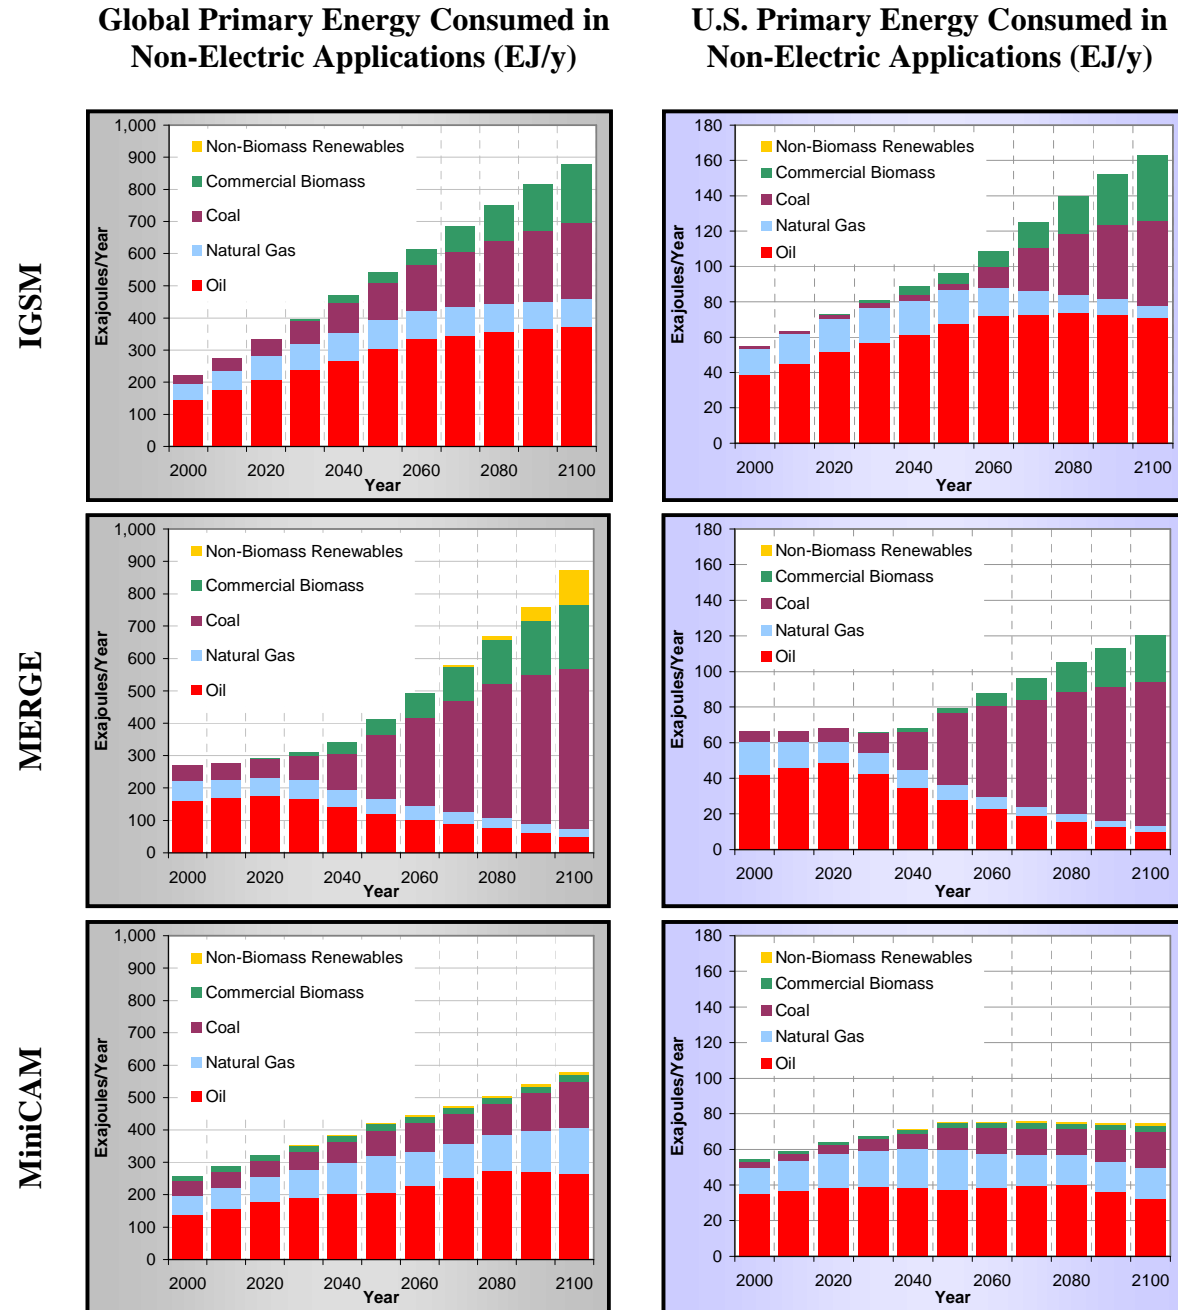 Global Primary Energy Consumed in
Non-Electric Applications (EJ/y)
U.S. Primary Energy Consumed in
Non-Electric Applications (EJ/y)
IGSM
1,000
900
800
700
600
500
400
300
200
100
0
Exajoules/Year
Non-Biomass Renewables
Commercial Biomass
Coal
Natural Gas
Oil
2000 2020 2040 2060 2080 2100
Year
180
160
140
120
100
80
60
40
20
0
Exajoules/Year
Non-Biomass Renewables
Commercial Biomass
Coal
Natural Gas
Oil
2000 2020 2040 2060 2080 2100
Year
MERGE
1,000
900
800
700
600
500
400
300
200
100
0
Exajoules/Year
Non-Biomass Renewables
Commercial Biomass
Coal
Natural Gas
Oil
2000 2020 2040 2060 2080 2100
Year
180
160
140
120
100
80
60
40
20
0
Exajoules/Year
Non-Biomass Renewables
Commercial Biomass
Coal
Natural Gas
Oil
2000 2020 2040 2060 2080 2100
Year
MiniCAM
1,000
900
800
700
600
500
400
300
200
100
0
Exajoules/Year
Non-Biomass Renewables
Commercial Biomass
Coal
Natural Gas
Oil
2000 2020 2040 2060 2080 2100
Year
180
160
140
120
100
80
60
40
20
0
Exajoules/Year
Non-Biomass Renewables
Commercial Biomass
Coal
Natural Gas
Oil
2000 2020 2040 2060 2080 2100
Year